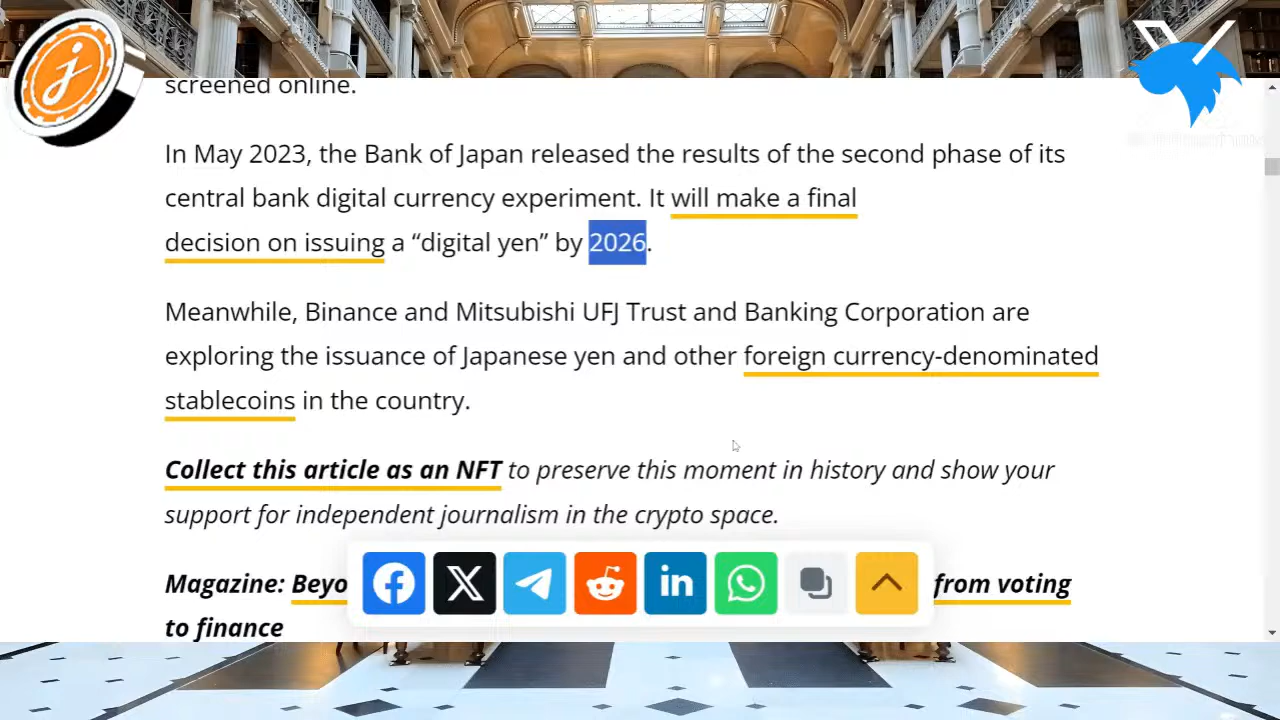 screened online.
In May 2023, the Bank of Japan released the results of the second phase of its
central bank digital currency experiment. It will make a final
decision on issuing a “digital yen” by 2026.
Meanwhile, Binance and Mitsubishi UFJ Trust and Banking Corporation are
exploring the issuance of Japanese yen and other foreign currency-denominated
stablecoins in the country.
Collect this article as an NFT to preserve this moment in history and show your
support for independent journalism in the crypto space.
Magazine: from voting
to finance